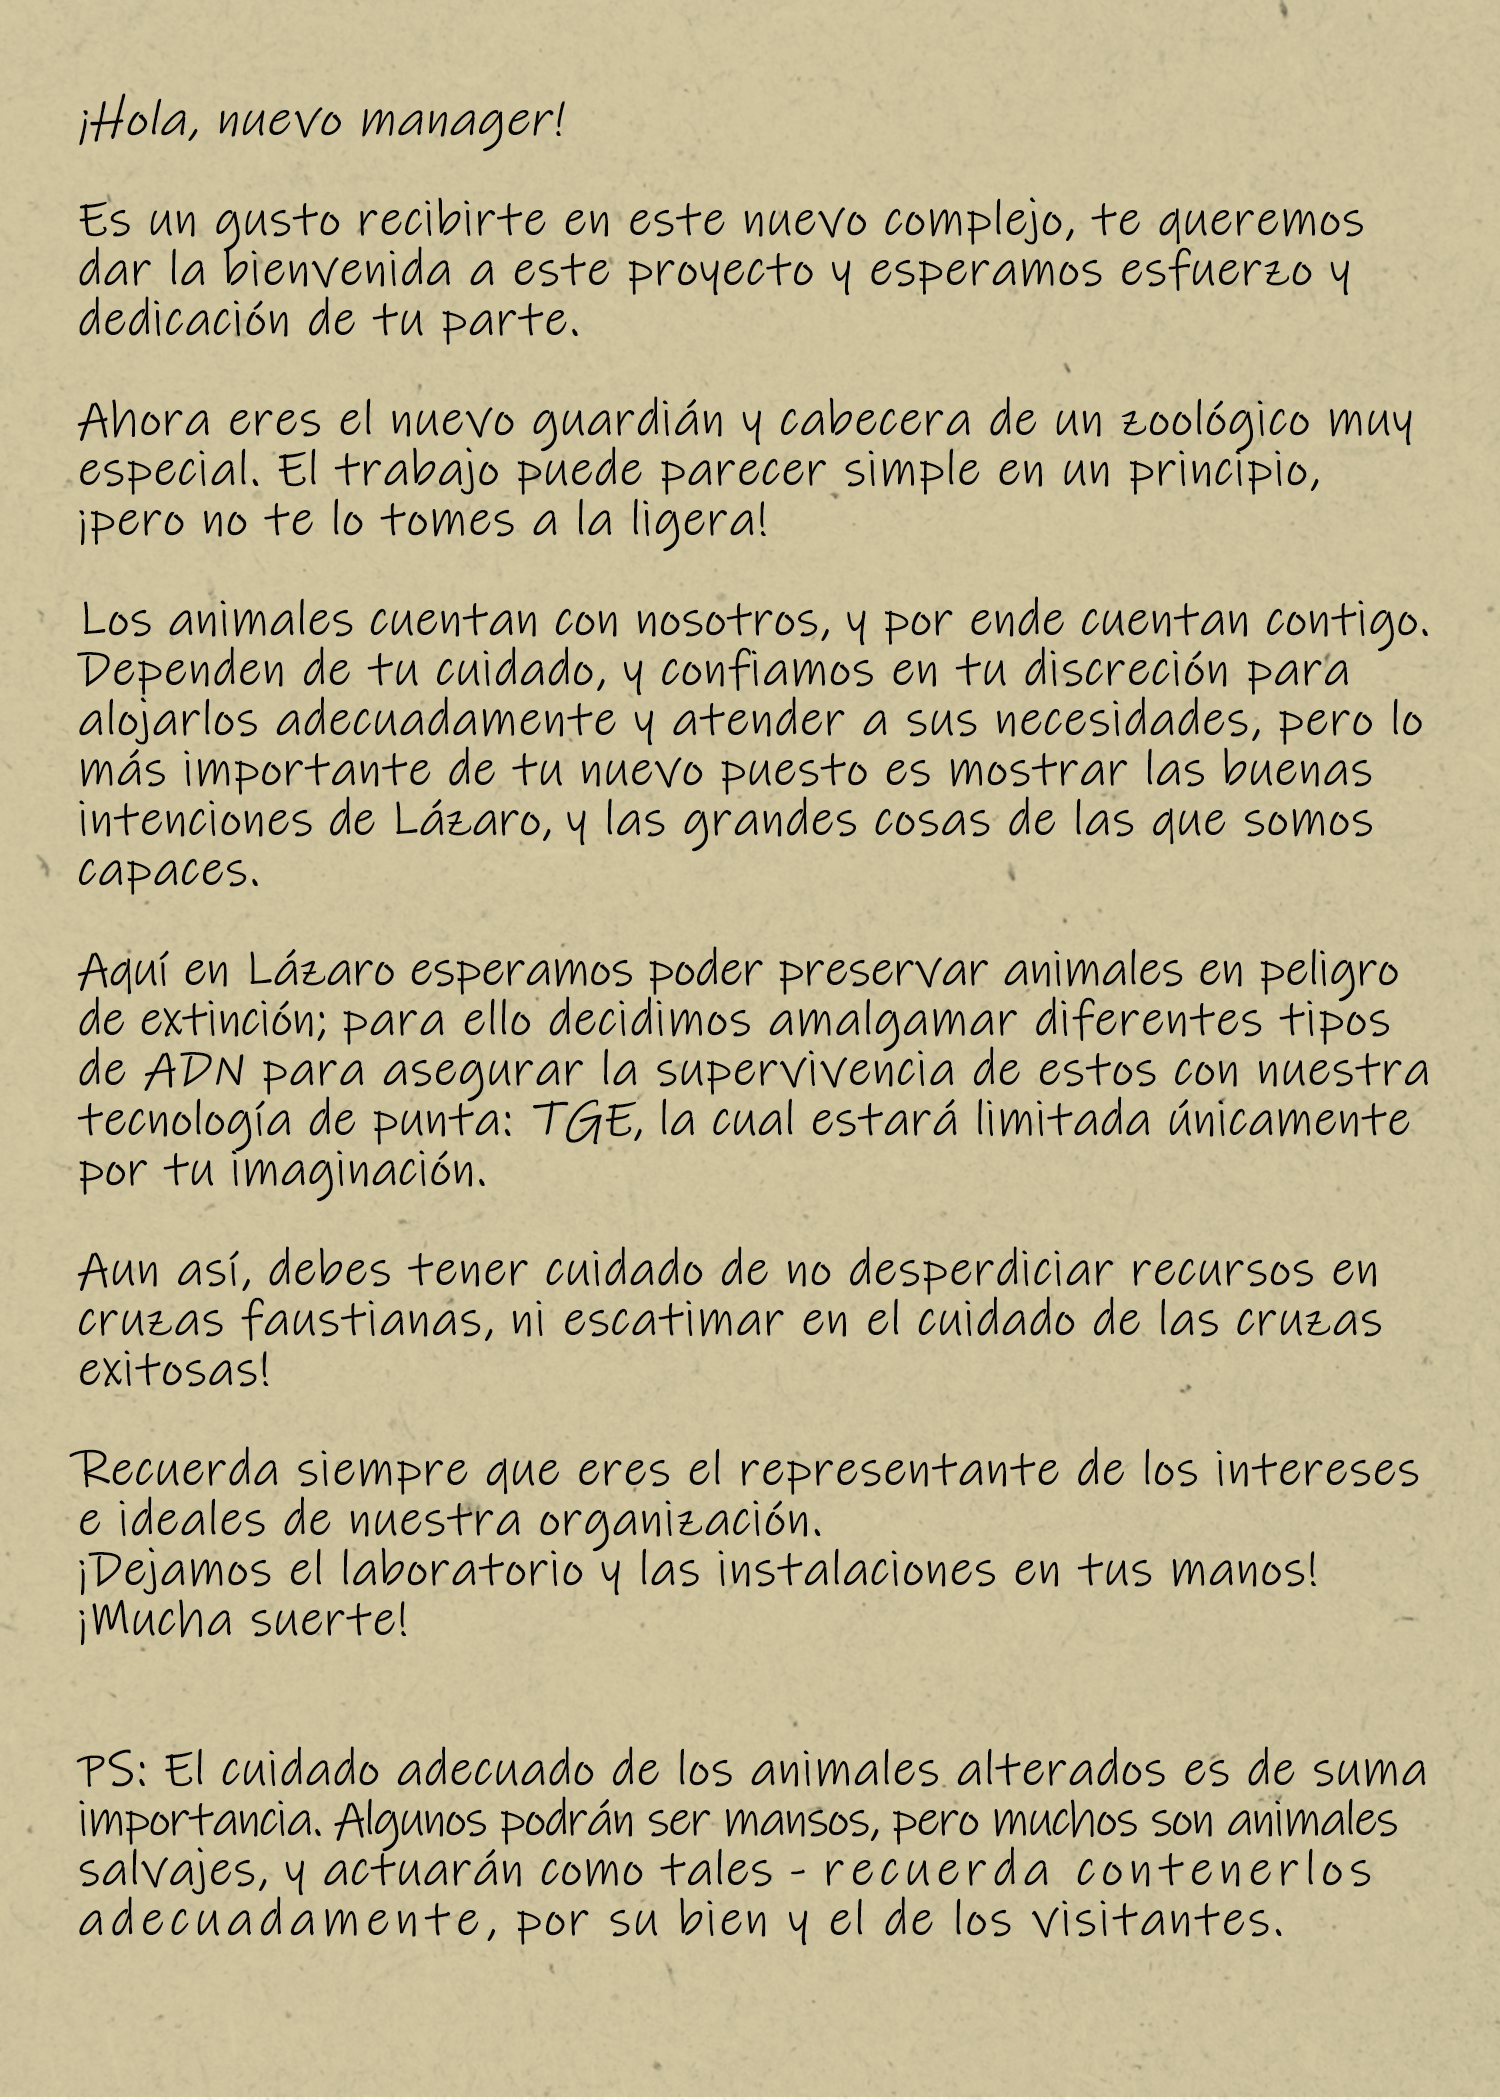 ¡Hola, nuevo manager!
Es un gusto recibirte en este nuevo complejo, te queremos
dar la bienvenida a este proyecto y esperamos esfuerzo y
dedicación de tu parte.
Ahora eres el nuevo guardián y cabecera de un zoológico muy
especial. El trabajo puede parecer simple en un principio,
¡pero no te lo tomes a la ligera!
Los animales cuentan con nosotros, y por ende cuentan contigo.
Dependen de tu cuidado, y confiamos en tu discreción para
alojarlos adecuadamente y atender a sus necesidades, pero lo
más importante de tu nuevo puesto es mostrar las buenas
intenciones de Lázaro, y las grandes cosas de las que somos
capaces.
Aquí en Lázaro esperamos poder preservar animales en peligro
de extinción; para ello decidimos amalgamar diferentes tipos
de ADN para asegurar la supervivencia de estos con nuestra
tecnología de punta: TGE, la cual estará limitada únicamente
por tu imaginación.
Aun así, debes tener cuidado de no desperdiciar recursos en
cruzas faustianas, ni escatimar en el cuidado de las cruzas
exitosas!
Recuerda siempre que eres el representante de los intereses
e ideales de nuestra organización.
¡Dejamos el laboratorio y las instalaciones en tus manos!
¡Mucha suerte!
PS: El cuidado adecuado de los animales alterados es de suma
importancia. Algunos podrán ser mansos, pero muchos son animales
salvajes, y actuarán como tales - recuerda contenerlos
adecuadamente, por su bien y el de los visitantes.